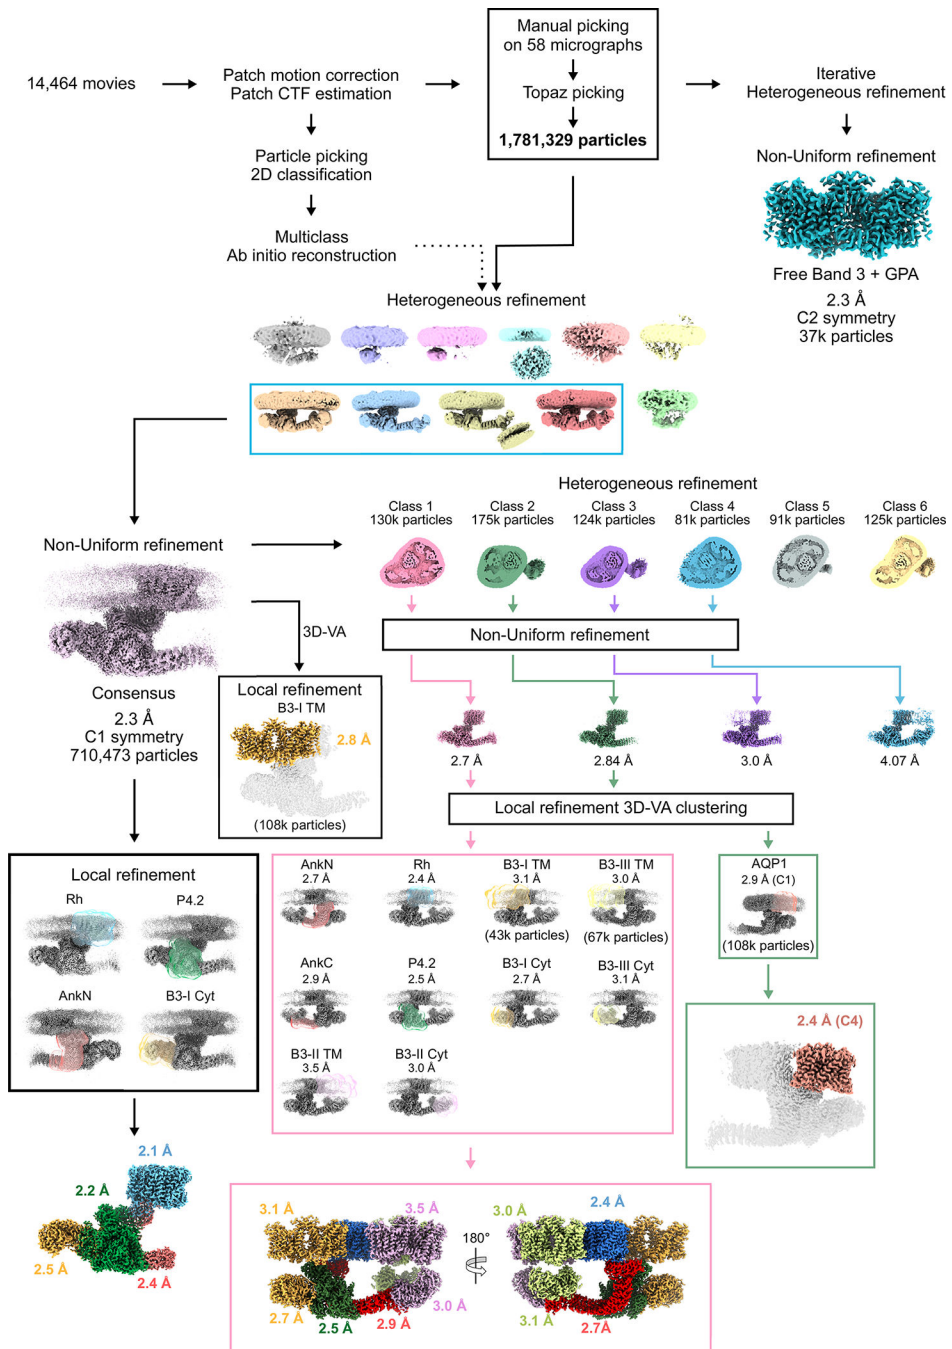 14,464 movies
Patch motion correction
Patch CTF estimation
Manual picking
on 58 micrographs
Topaz picking
1,781,329 particles
Iterative
Heterogeneous refinement
Particle picking
2D classification
Non-Uniform refinement
Multiclass
Ab initio reconstruction
Free Band 3 + GPA
2.3 Å
C2 symmetry
37k particles
Heterogeneous refinement
Heterogeneous refinement
Class 1
130k particles
Class 2
175k particles
Class 3
124k particles
Class 4
81k particles
Class 5
91k particles
Class 6
125k particles
Non-Uniform refinement
3D-VA
Non-Uniform refinement
Consensus
2.3 Å
C1 symmetry
710,473 particles
Local refinement
B3-I TM
2.8 Å
(108k particles)
2.7 Å
2.84 Å
3.0 Å
4.07 Å
Local refinement 3D-VA clustering
Local refinement
Rh
P4.2
AnkN
B3-I Cyt
AnkN
2.7 Å
Rh
2.4 Å
B3-I TM
3.1 Å
(43k particles)
B3-III TM
3.0 Å
(67k particles)
AnkC
2.9 Å
P4.2
2.5 Å
B3-I Cyt
2.7 Å
B3-III Cyt
3.1 Å
B3-II TM
3.5 Å
B3-II Cyt
3.0 Å
AQP1
2.9 Å (C1)
(108k particles)
2.4 Å (C4)
2.1 Å
2.2 Å
2.5 Å
2.4 Å
3.1 Å
3.5 Å
180°
3.0 Å
2.4 Å
2.7 Å
2.5 Å
2.9 Å
3.0 Å
3.1 Å
2.7Å